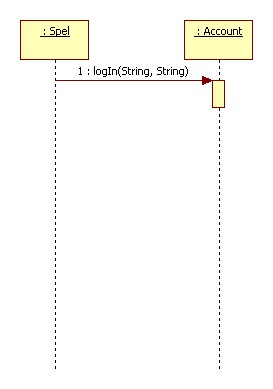 : Spel
: Account
1 : logIn(String, String)